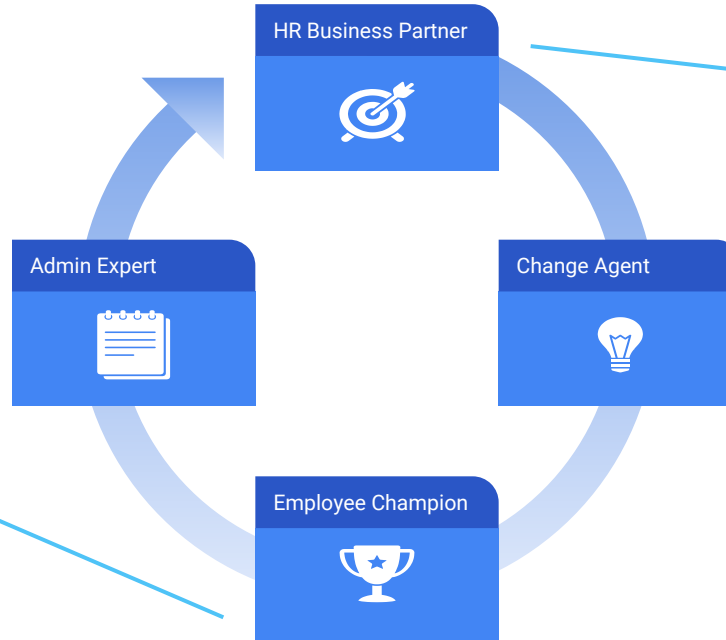 HR Business Partner
Admin Expert
Change Agent
Employee Champion